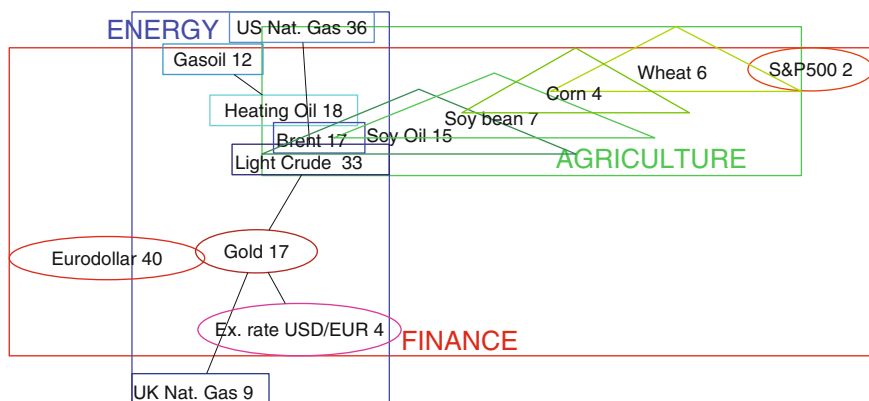 ENERGY
US Nat. Gas 36
Gasoil 12
S&P500 2
Wheat 6
Corn 4
Heating Oil 18
Soy bean 7
Brent 17
Soy Oil 15
Light Crude 33
AGRICULTURE
Gold 17
Eurodollar 40
Ex. rate USD/EUR 4
FINANCE
UK Nat. Gas 9